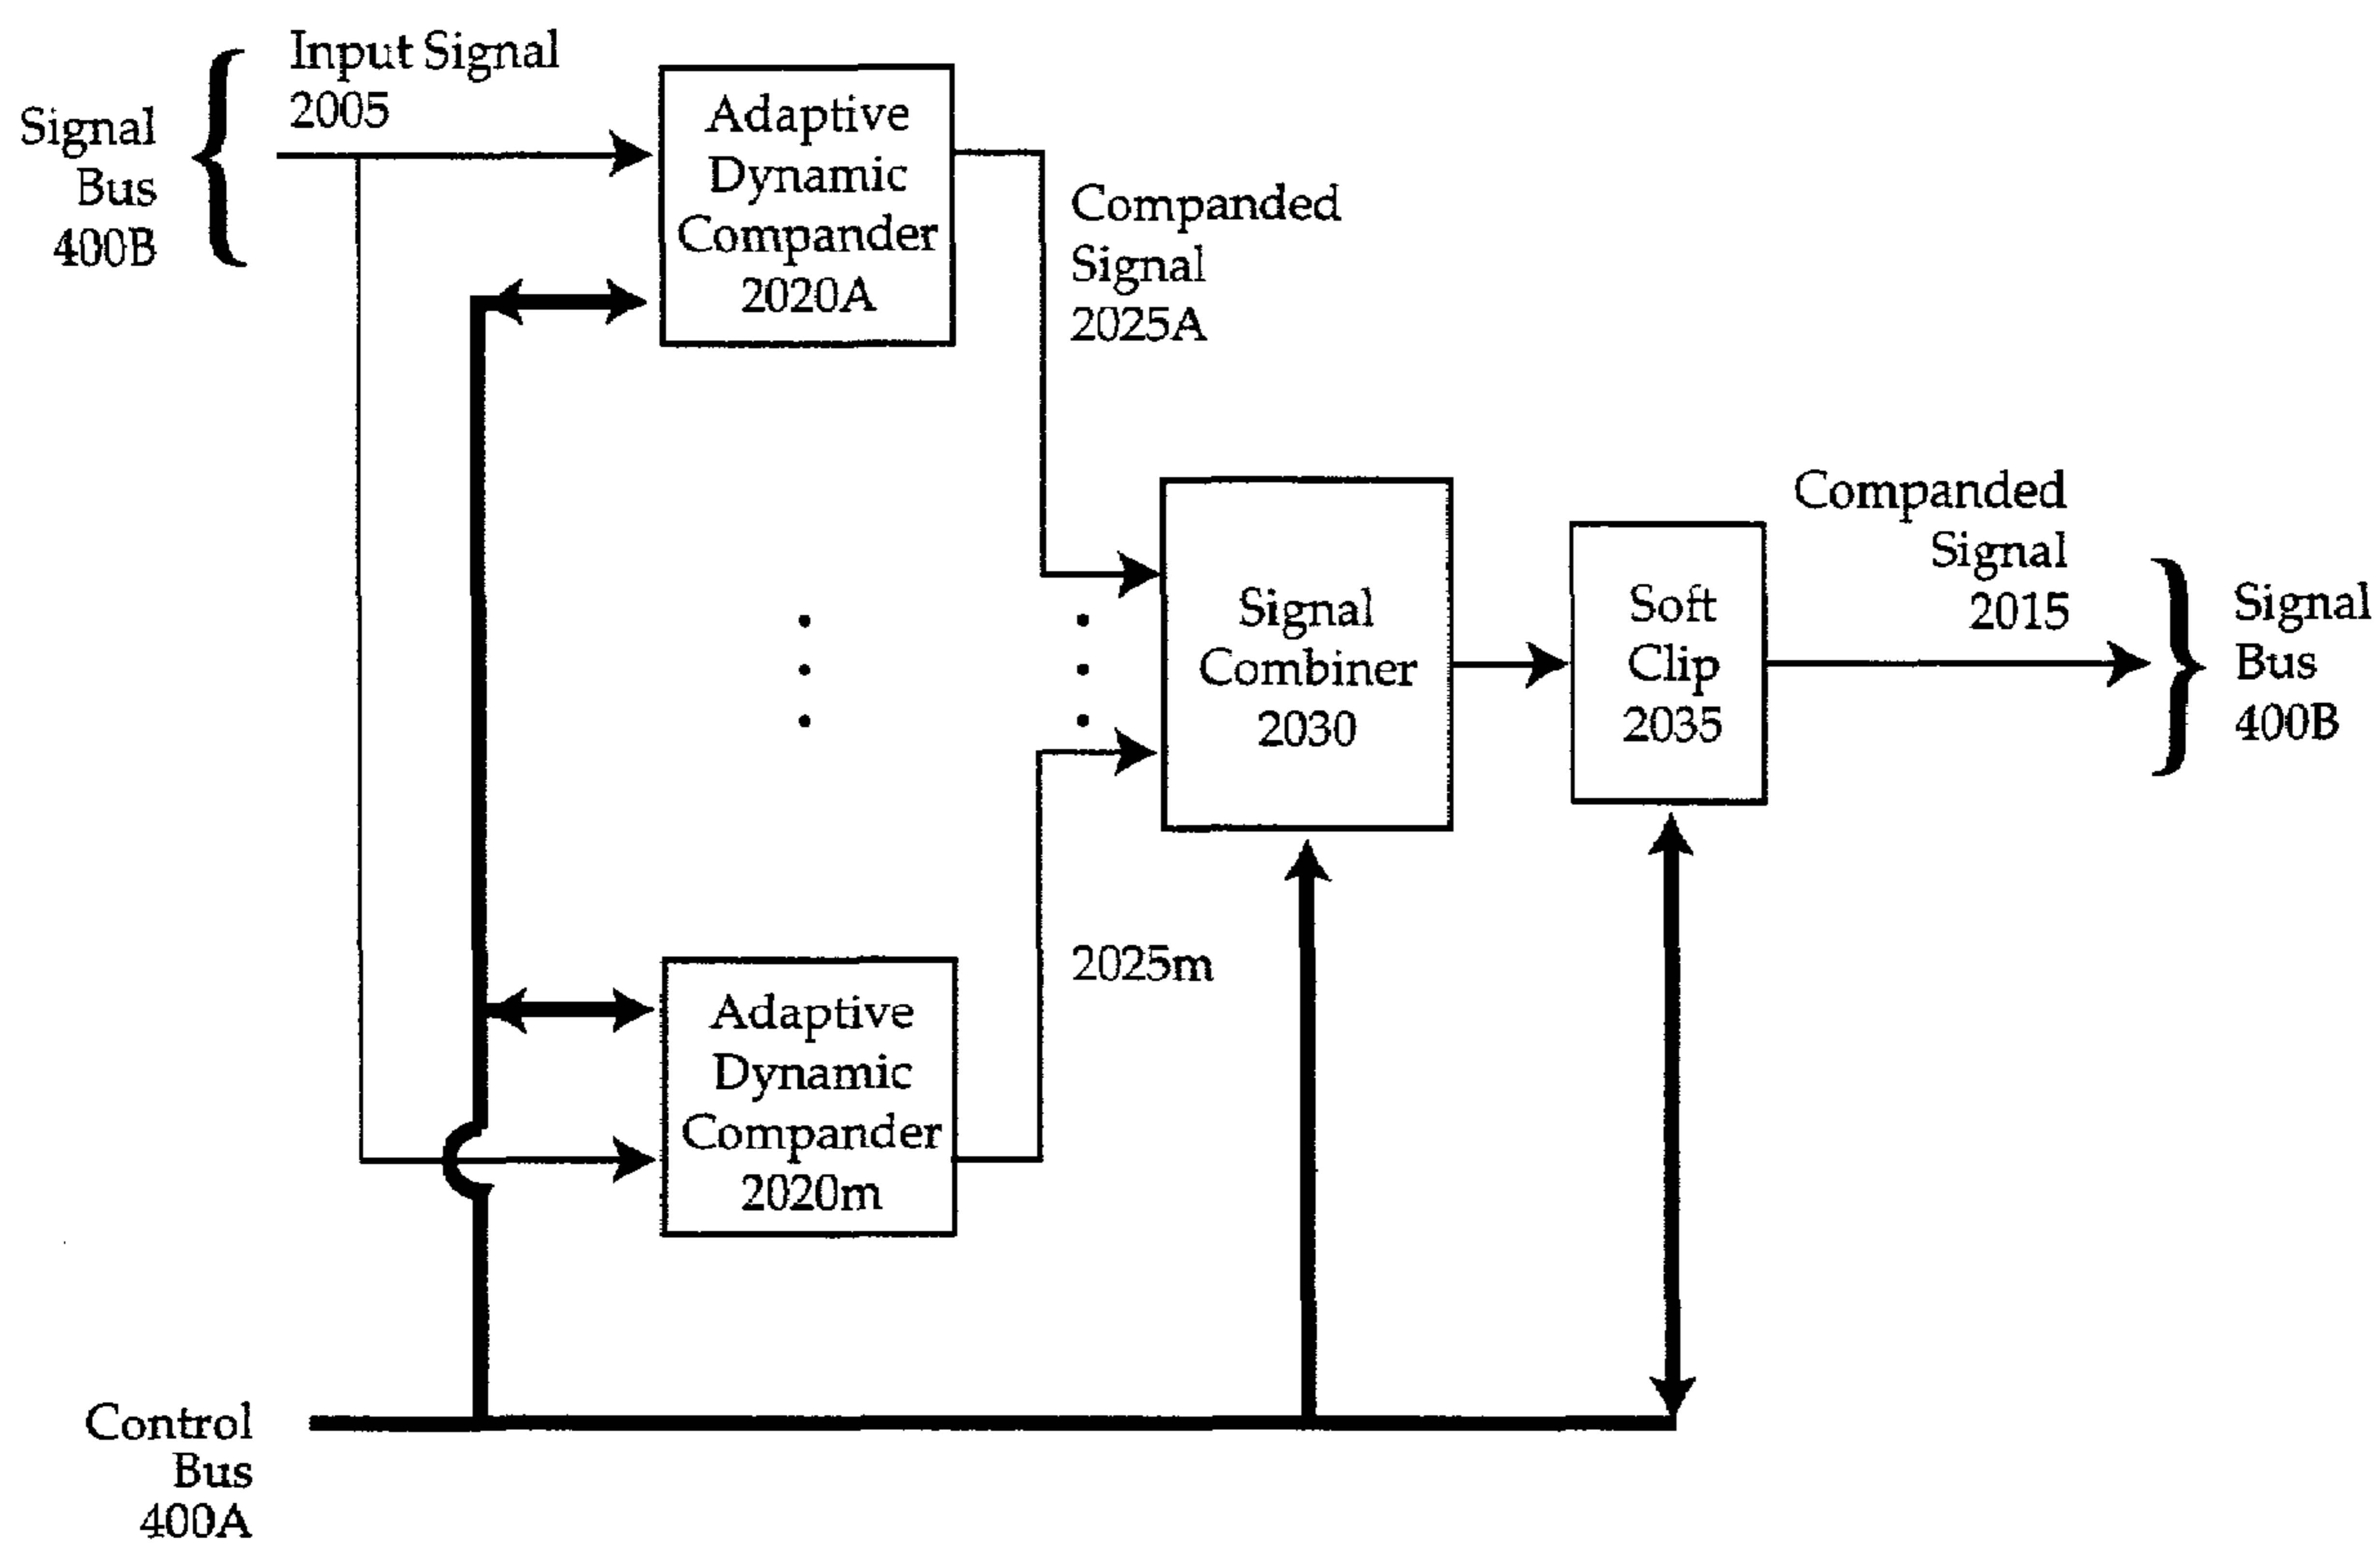 Input Signal
2005
Signal
Bus
400B
Adaptive
Dynamic
Compander
2020A
Companded
Signal
2025A
Signal
Combiner
2030
Soft
Clip
2035
Companded
Signal
2015
Signal
Bus
400B
2025m
Adaptive
Dynamic
Compander
2020m
Control
Bus
400A